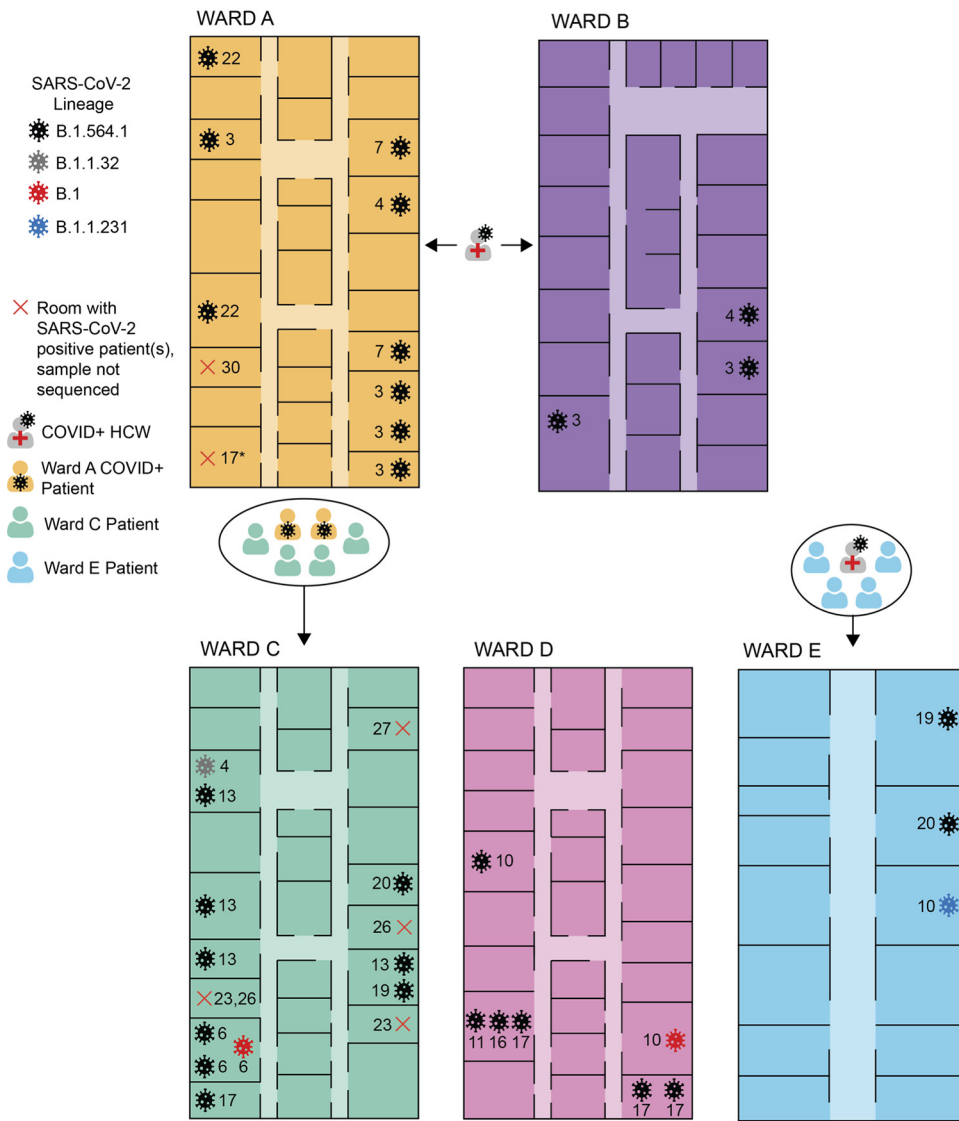 WARD A
WARD B
SARS-CoV-2
Lineage
B.1.564.1
B.1.1.32
B.1
B.1.1.231
Room with
SARS-CoV-2
positive patient(s),
sample not
sequenced
COVID+ HCW
Ward A COVID+
Patient
Ward C Patient
Ward E Patient
22
3
7
4
22
7
30
3
3
17*
3
4
3
3
WARD C
WARD D
WARD E
27
4
13
20
13
26
13
13
19
23,26
23
6
6 6
17
10
11 16 17
10
17 17
19
20
10